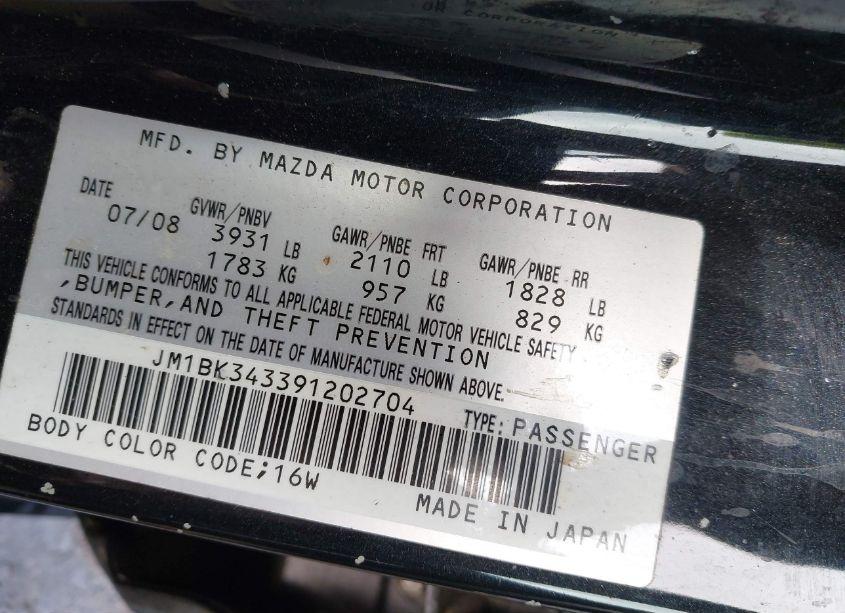 MFD. BY MAZDA MOTOR CORPORATION
DATE GVWR/PNBV GAWR/PNBE FRT GAWR/PNBE RR
07/08 3931 LB 2110 LB 1828 LB
1783 KG 957 KG 829 KG
THIS VEHICLE CONFORMS TO ALL APPLICABLE FEDERAL MOTOR VEHICLE SAFETY
,BUMPER,AND THEFT PREVENTION
STANDARDS IN EFFECT ON THE DATE OF MANUFACTURE SHOWN ABOVE.
JM1BK343391202704
TYPE: PASSENGER
BODY COLOR CODE;16W
MADE IN JAPAN